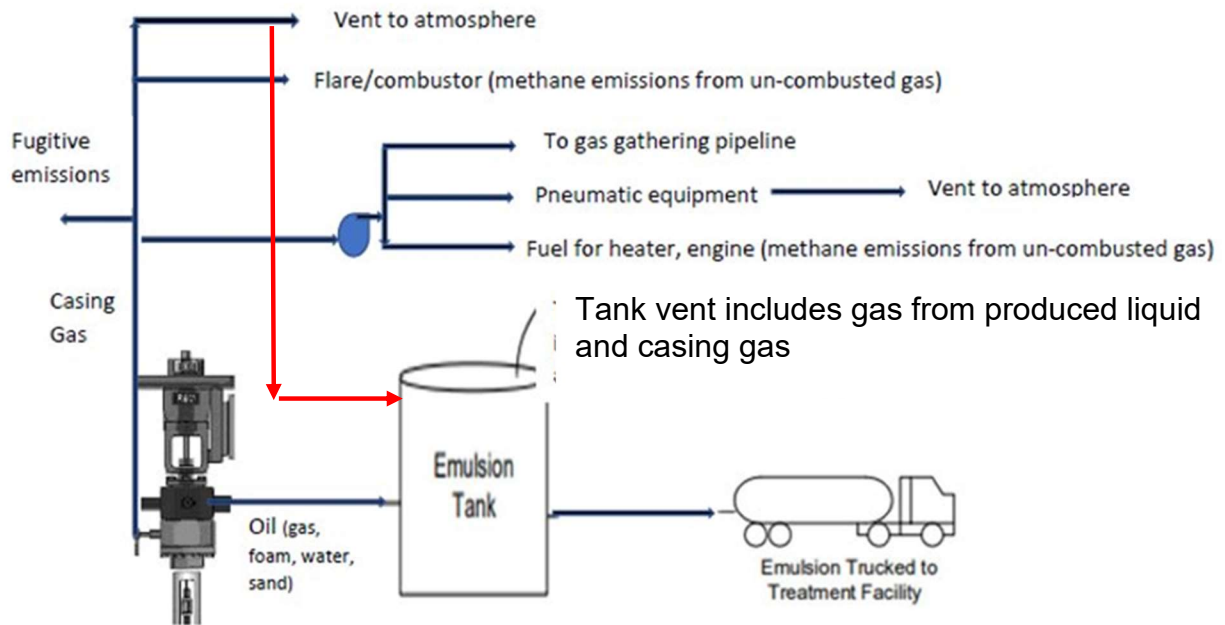 Vent to atmosphere
Flare/combustor (methane emissions from un-combusted gas)
Fugitive
emissions
To gas gathering pipeline
Pneumatic equipment
Vent to atmosphere
Fuel for heater, engine (methane emissions from un-combusted gas)
Casing
Gas
Tank vent includes gas from produced liquid
and casing gas
Emulsion
Tank
Oil (gas,
foam, water,
sand)
Emulsion Trucked to
Treatment Facility